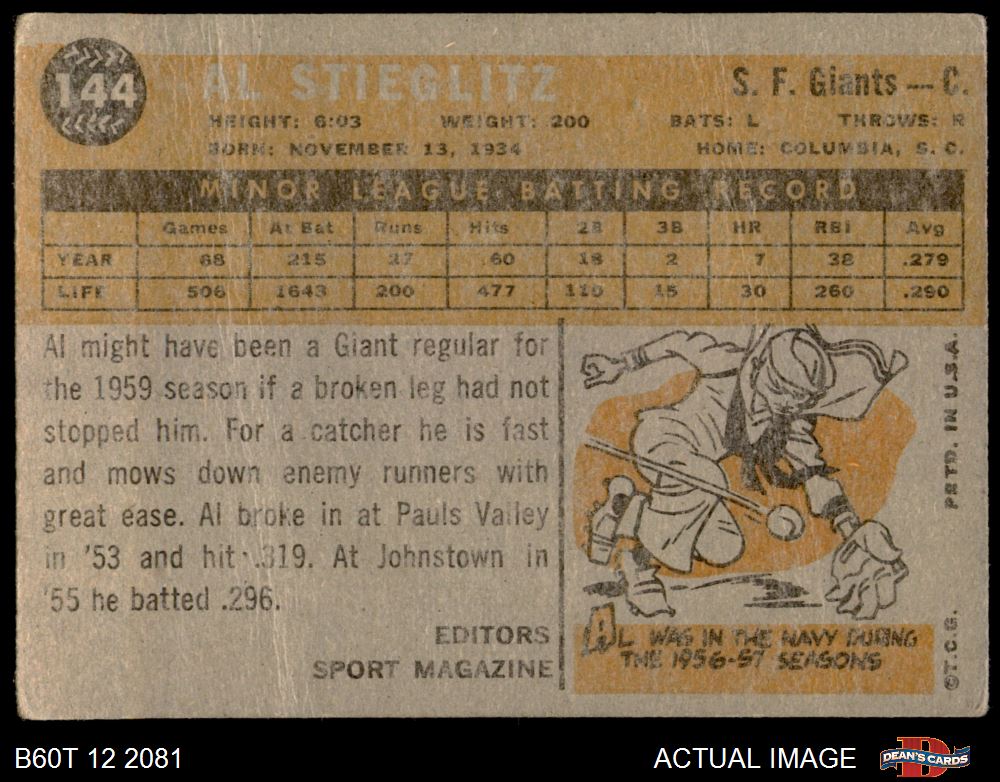 144
AL STIEGLITZ
S. F. Giants — C.
HEIGHT: 6:03 WEIGHT: 200 BATS: L THROWS: R
BORN: NOVEMBER 13, 1934 HOME: COLUMBIA, S. C.
MINOR LEAGUE BATTING RECORD
Games At Bat Runs Hits 2B 3B HR RBI Avg
YEAR 68 215 27 60 18 2 7 38 .279
LIFE 506 1643 200 477 110 15 30 260 .290
Al might have been a Giant regular for
the 1959 season if a broken leg had not
stopped him. For a catcher he is fast
and mows down enemy runners with
great ease. Al broke in at Pauls Valley
in '53 and hit .319. At Johnstown in
'55 he batted .296.
EDITORS
SPORT MAGAZINE
AL WAS IN THE NAVY DURING
THE 1956-57 SEASONS
©T.C.G. PRTD. IN U.S.A.
B60T 12 2081
ACTUAL IMAGE
DEAN'S CARDS